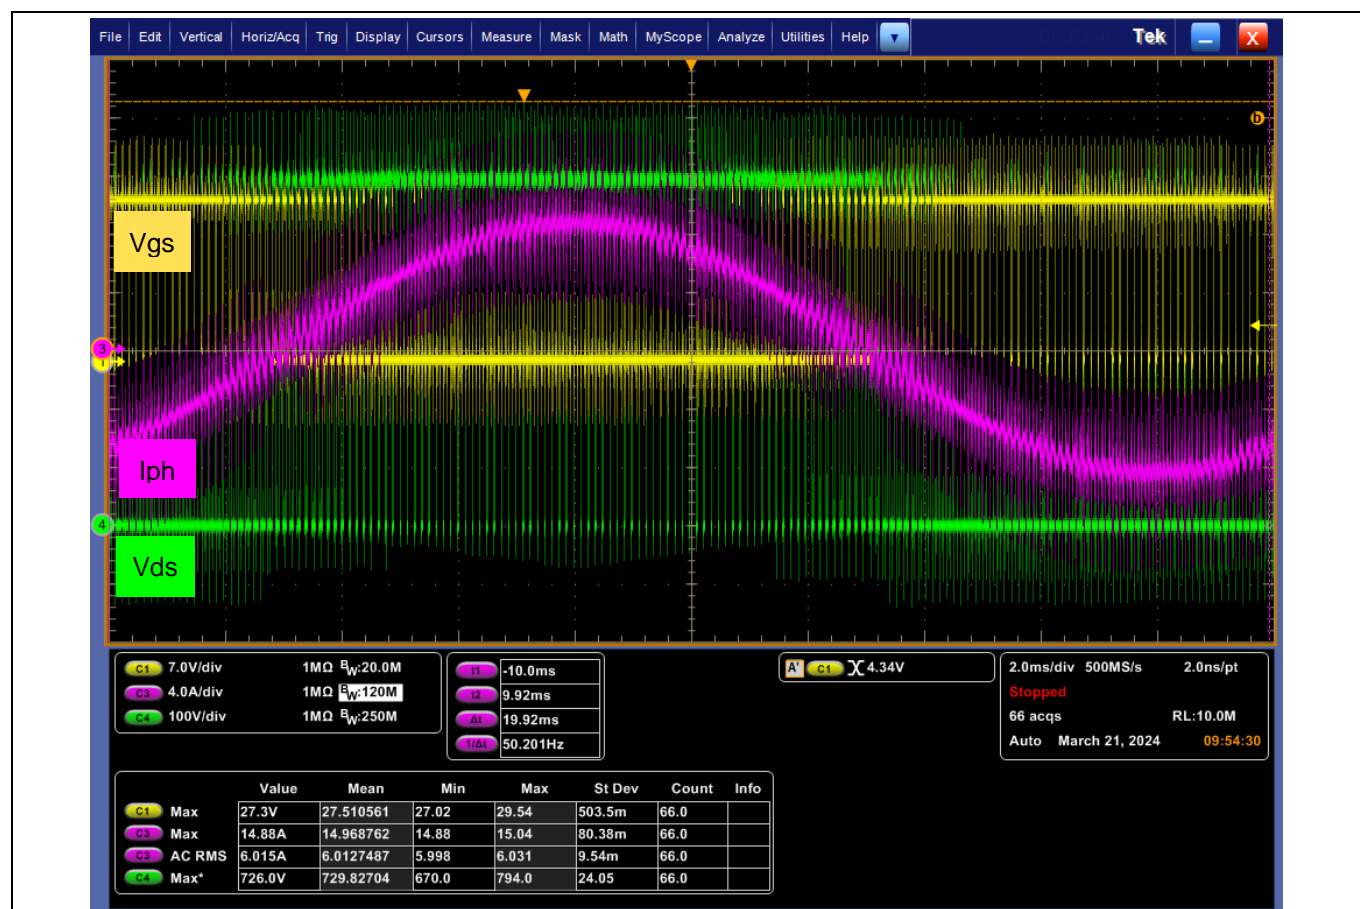 File Edit Vertical Horiz/Acq Trig Display Cursors Measure Mask Math MyScope Analyze Utilities Help Tek X
b
Vgs
3
Iph
4
Vds
C1 7.0V/div 1MΩ BW:20.0M
C3 4.0A/div 1MΩ BW:120M
C4 100V/div 1MΩ BW:250M
t1 -10.0ms
t2 9.92ms
Δt 19.92ms
1/Δt 50.201Hz
A' C1 4.34V
2.0ms/div 500MS/s 2.0ns/pt
Stopped
66 acqs RL:10.0M
Auto March 21, 2024 09:54:30
Value Mean Min Max St Dev Count Info
C1 Max 27.3V 27.510561 27.02 29.54 503.5m 66.0
C3 Max 14.88A 14.968762 14.88 15.04 80.38m 66.0
C3 AC RMS 6.015A 6.0127487 5.998 6.031 9.54m 66.0
C4 Max* 726.0V 729.82704 670.0 794.0 24.05 66.0